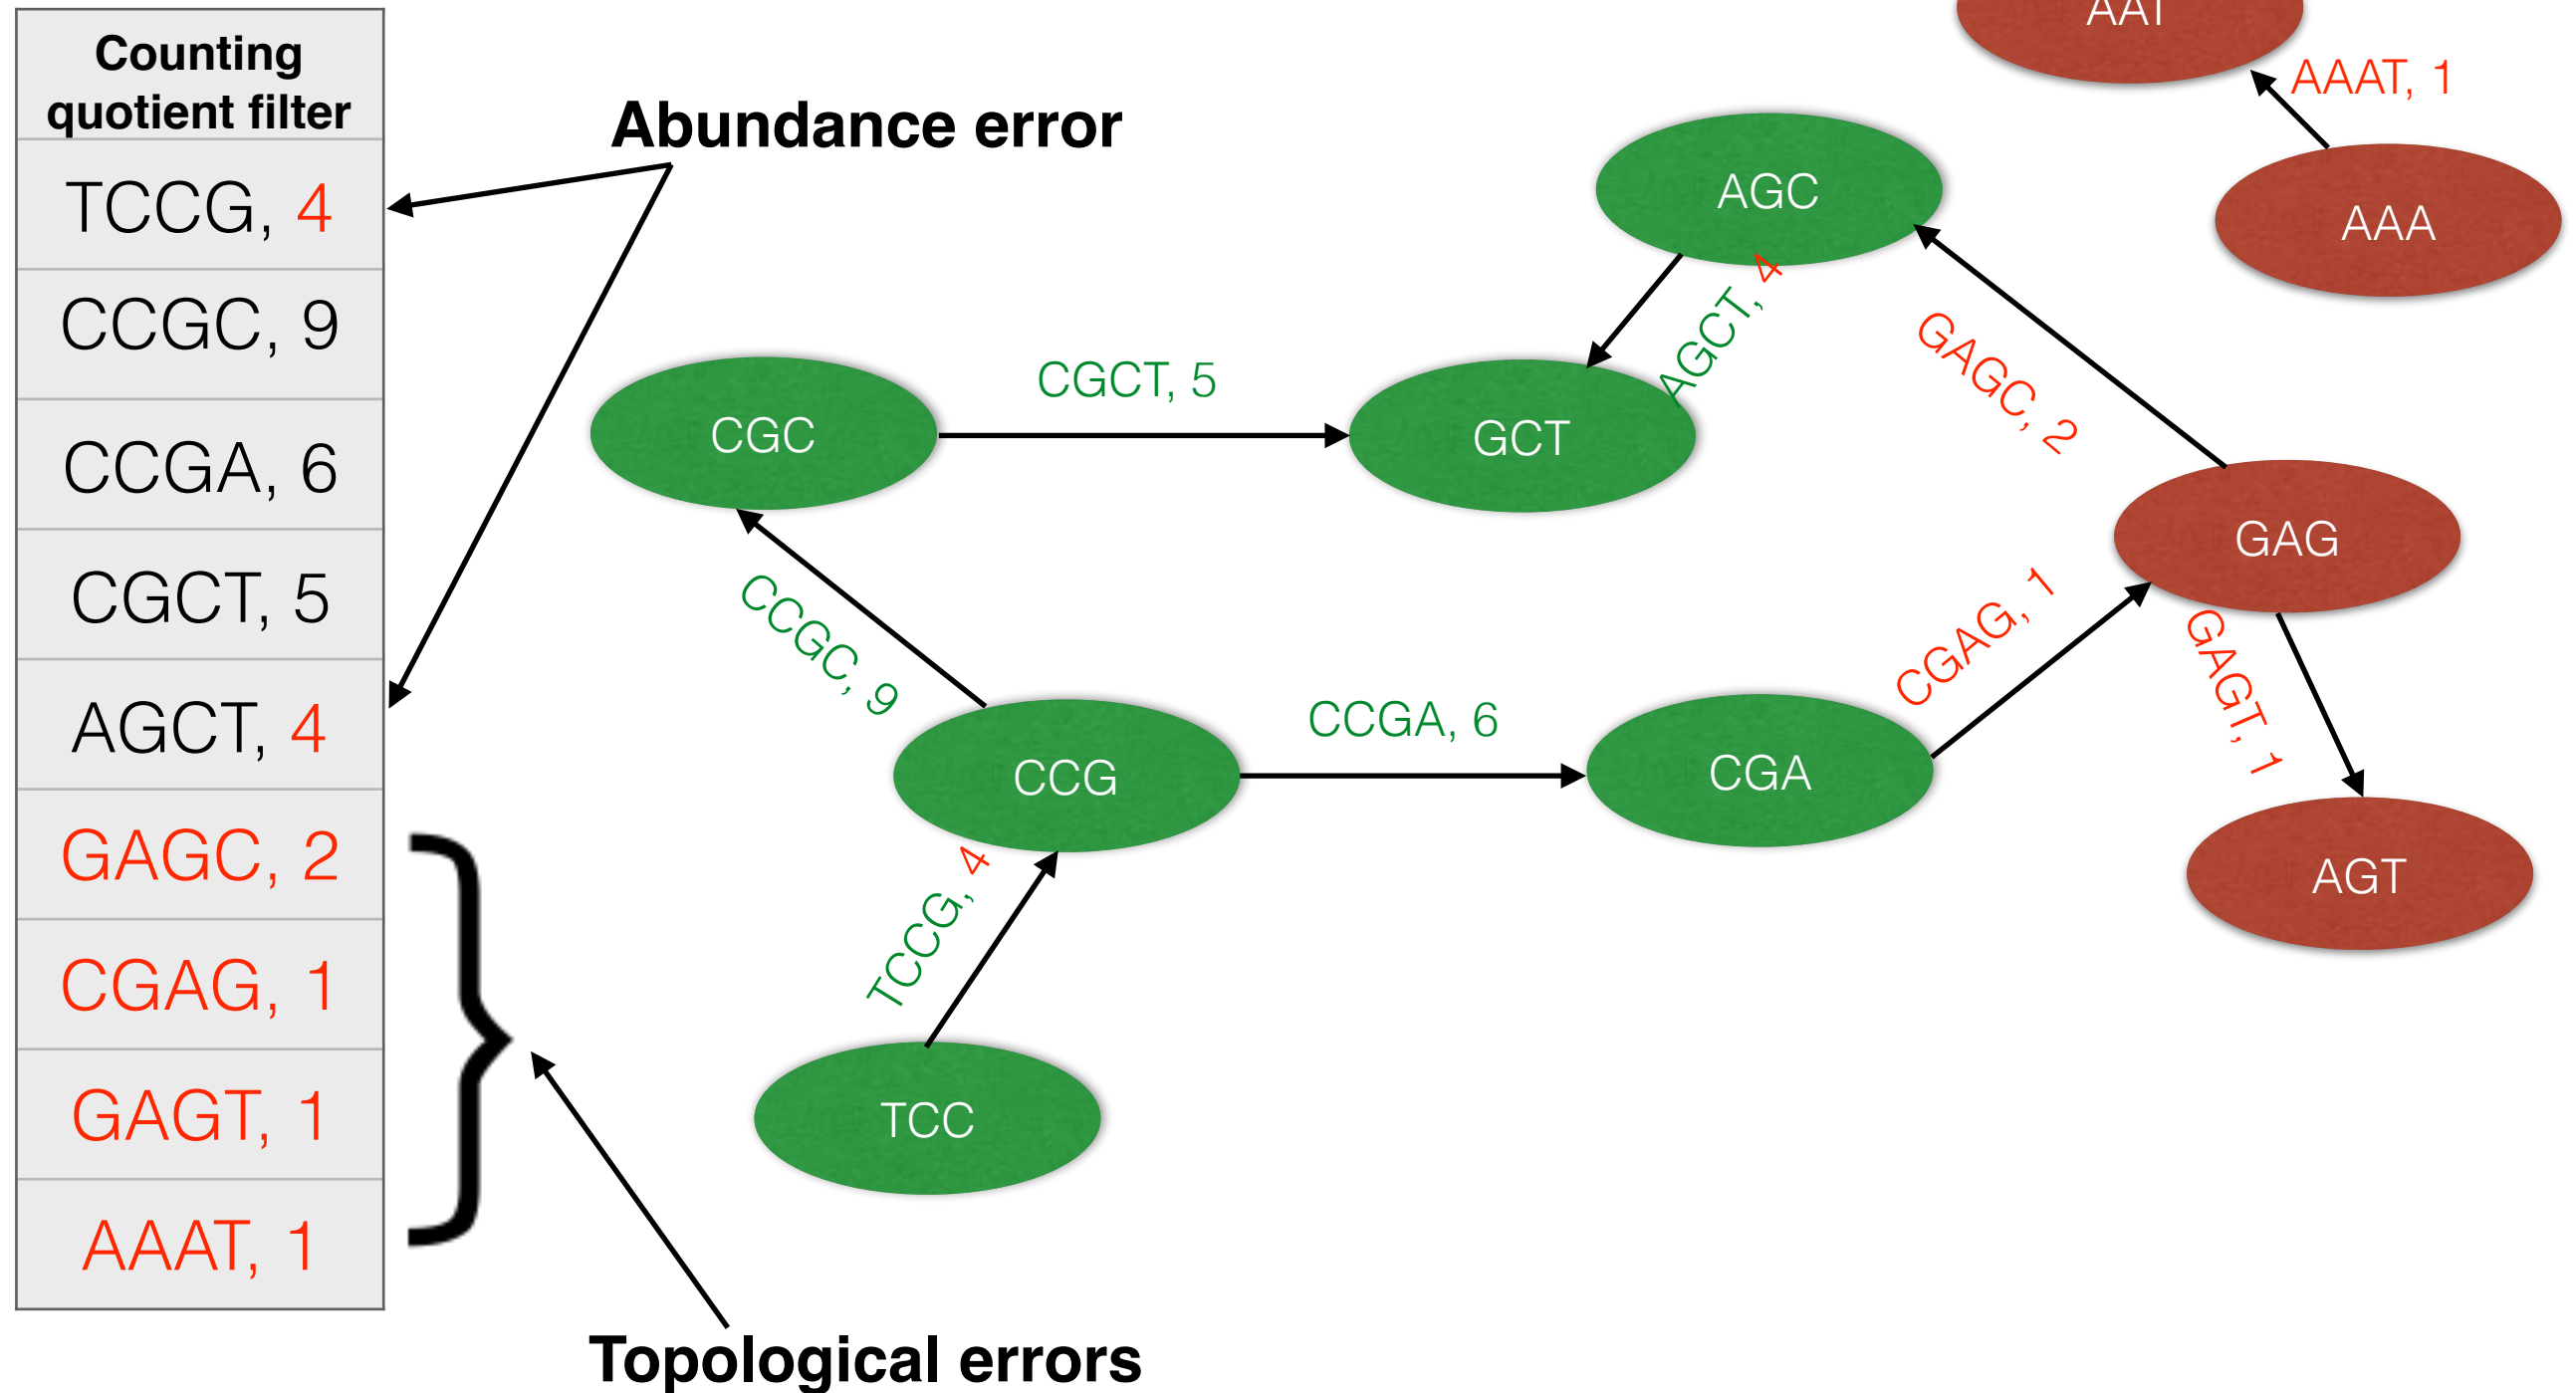 Counting
quotient filter
TCCG, 4
CCGC, 9
CCGA, 6
CGCT, 5
AGCT, 4
GAGC, 2
CGAG, 1
GAGT, 1
AAAT, 1
Abundance error
Topological errors
AAT
AAAT, 1
AAA
AGC
AGCT, 4
GAGC, 2
CGC
CGCT, 5
GCT
GAG
CCGC, 9
CGAG, 1
GAGT, 1
CCG
CCGA, 6
CGA
AGT
TCCG, 4
TCC